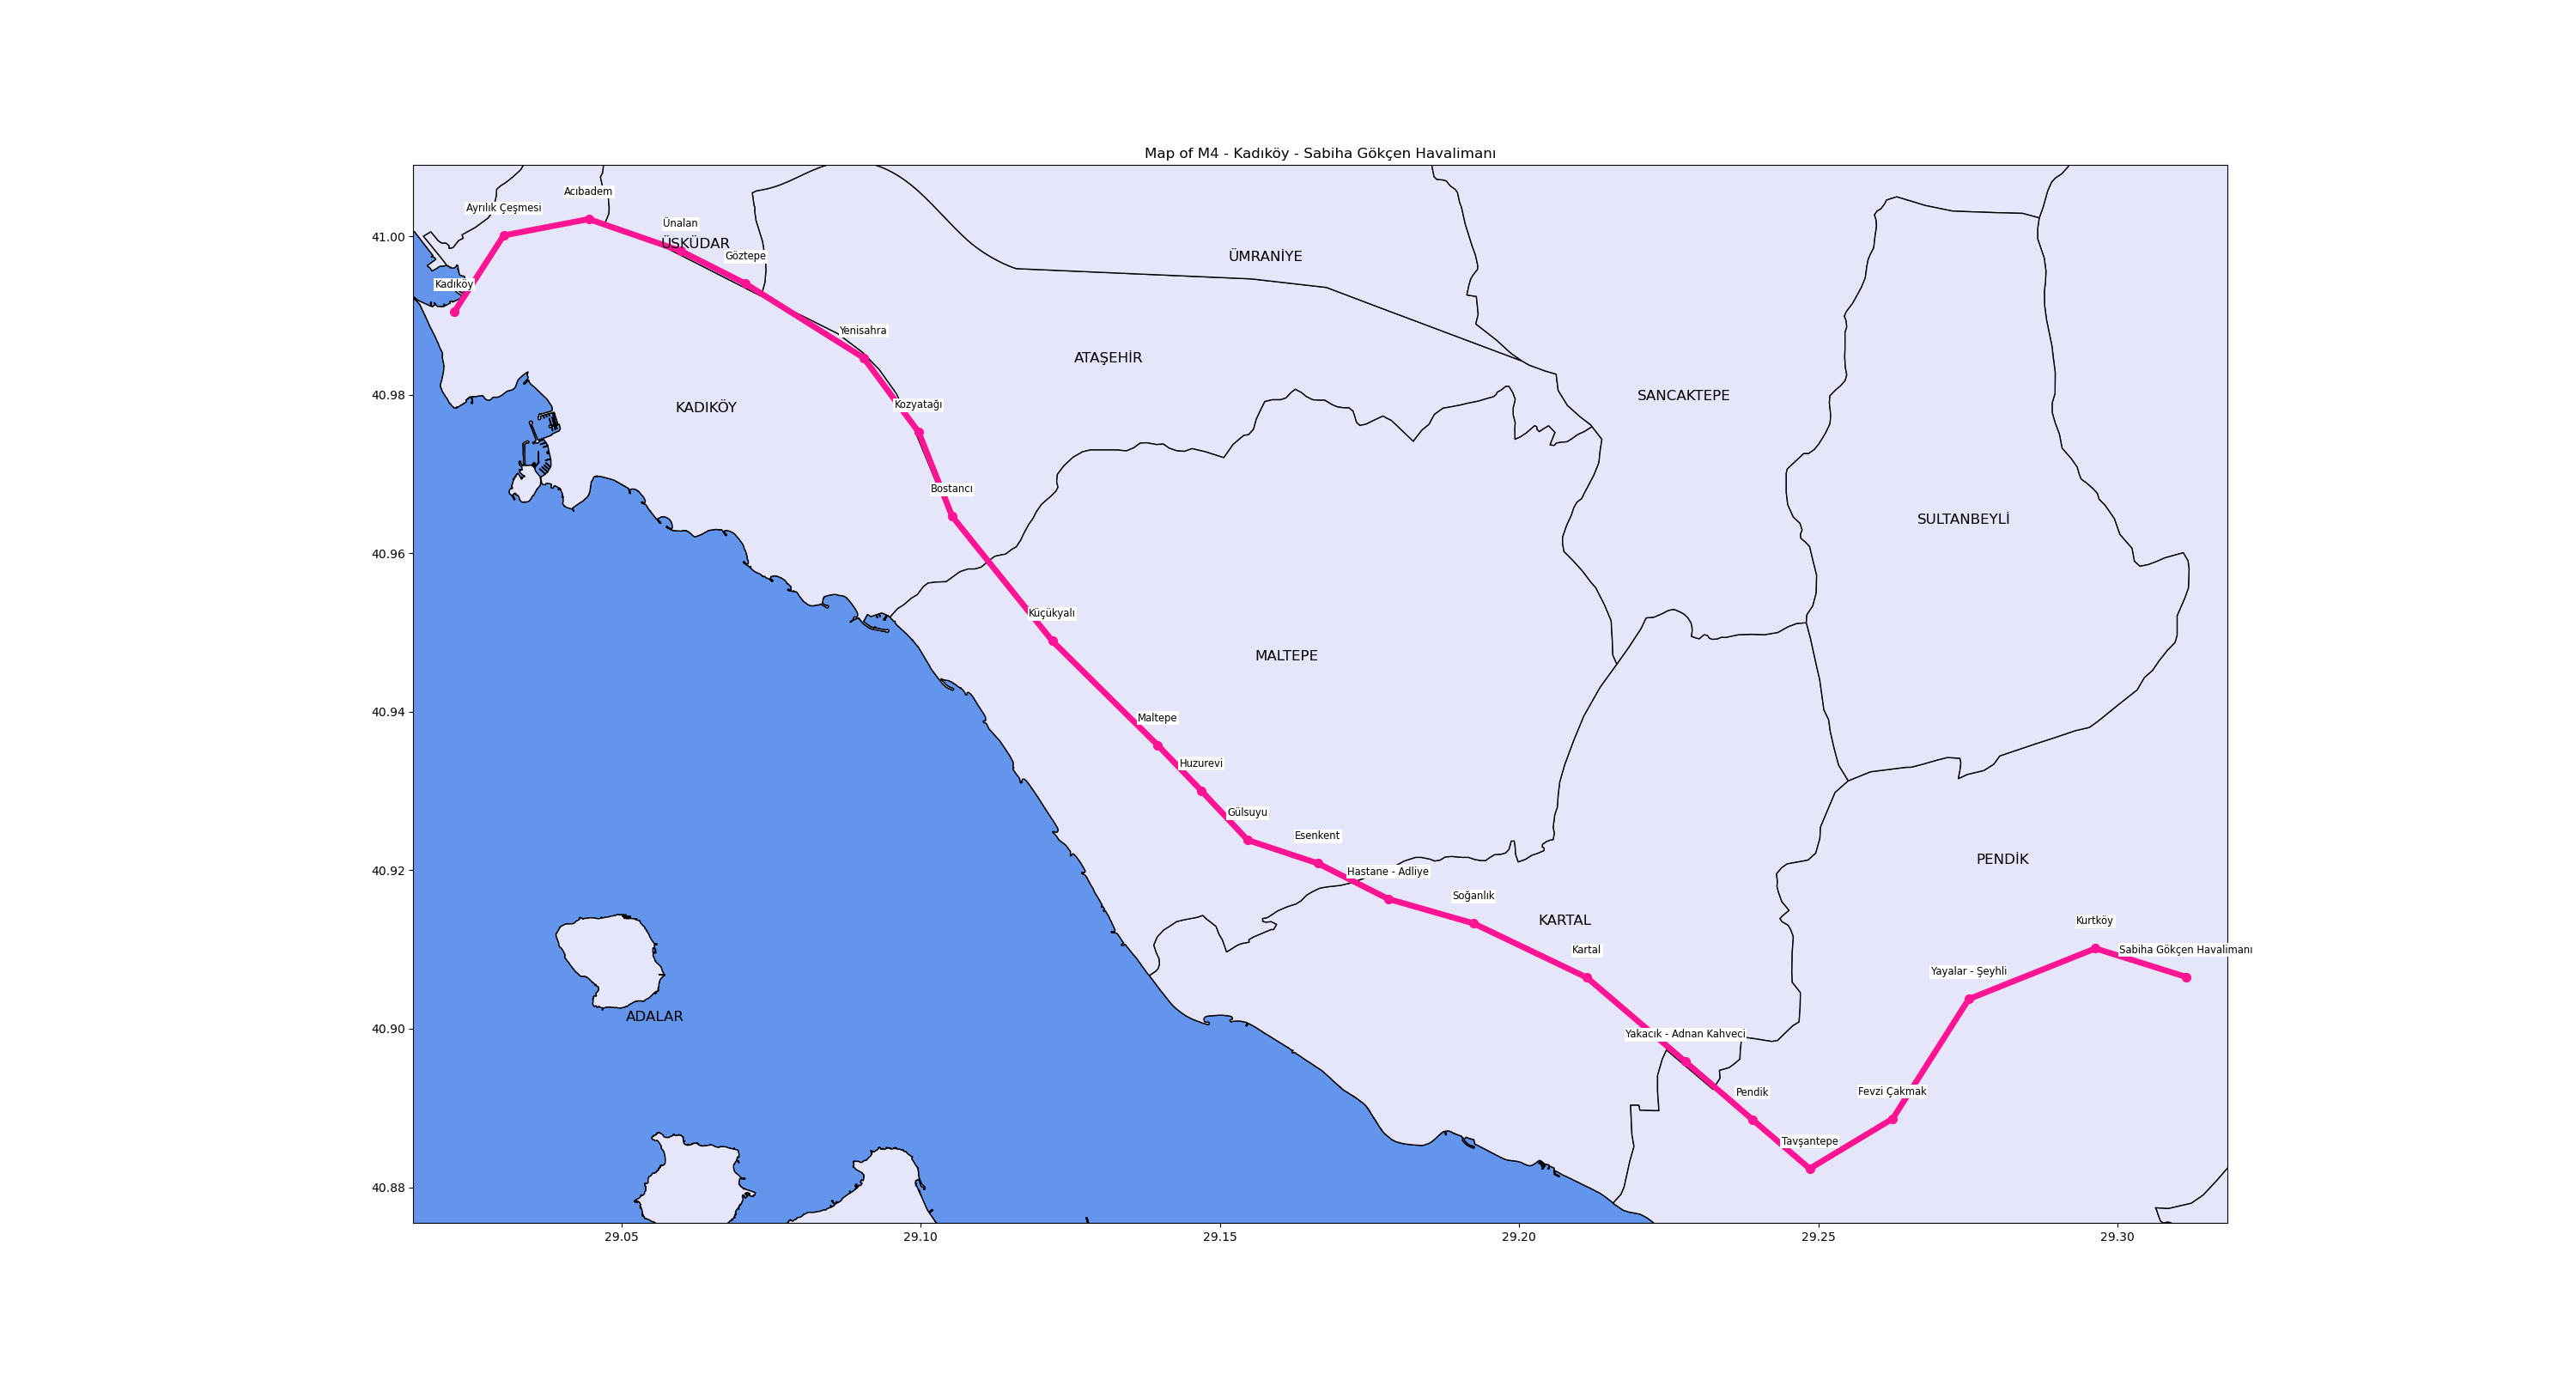 Map of M4 - Kadıköy - Sabiha Gökçen Havalimanı
Acıbadem
Ayrılık Çeşmesi
Ünalan
41.00
ÜSKÜDAR
Göztepe
ÜMRANİYE
Kadıköy
Yenisahra
ATAŞEHİR
40.98
SANCAKTEPE
Kozyatağı
KADIKÖY
Bostancı
SULTANBEYLİ
40.96
Küçükyalı
MALTEPE
40.94
Maltepe
Huzurevi
Gülsuyu
Esenkent
PENDİK
40.92
Hastane - Adliye
Soğanlık
KARTAL
Kurtköy
Kartal
Sabiha Gökçen Havalimanı
Yayalar - Şeyhli
ADALAR
40.90
Yakacık - Adnan Kahveci
Pendik
Fevzi Çakmak
Tavşantepe
40.88
29.05
29.10
29.15
29.20
29.25
29.30